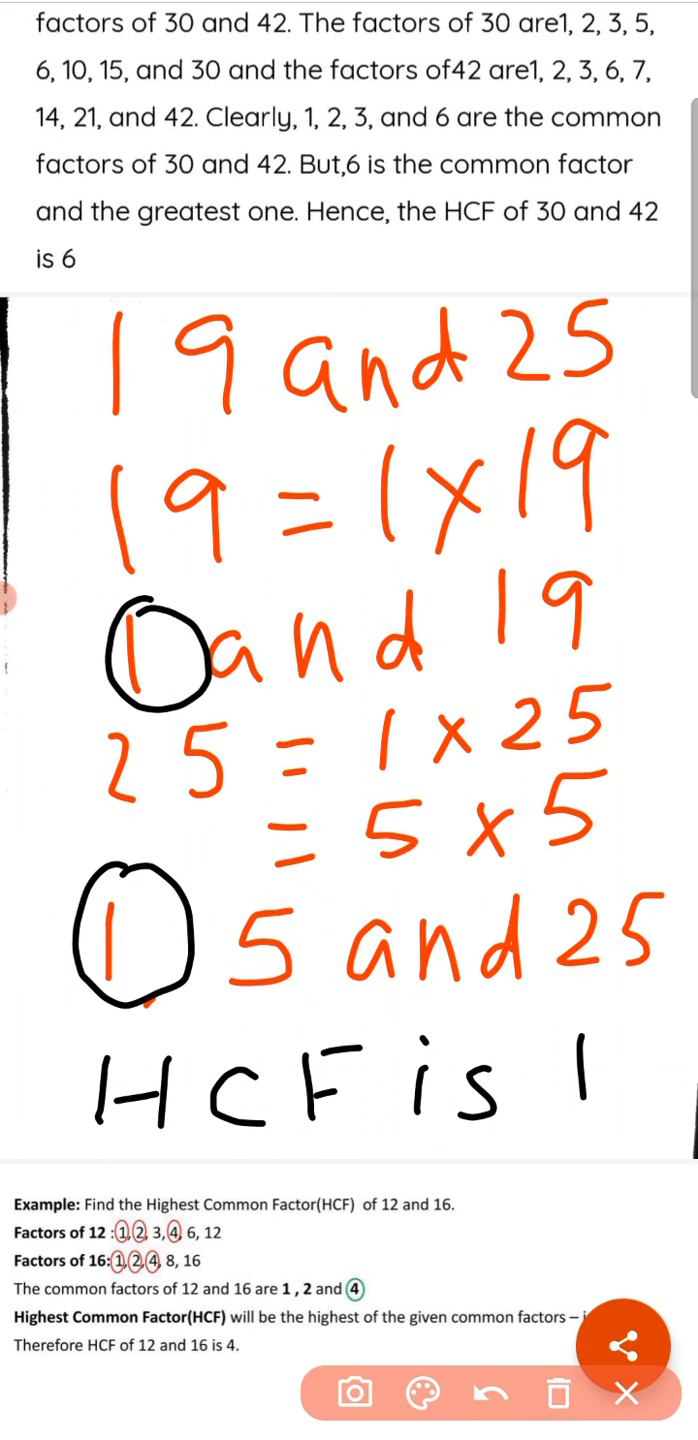 factors of 30 and 42. The factors of 30 are1, 2, 3, 5,
6, 10, 15, and 30 and the factors of42 are1, 2, 3, 6, 7,
14, 21, and 42. Clearly, 1, 2, 3, and 6 are the common
factors of 30 and 42. But,6 is the common factor
and the greatest one. Hence, the HCF of 30 and 42
is 6
19 and 25
19 = 1 x 19
1 and 19
25 = 1 x 25
= 5 x 5
1, 5 and 25
HCF is 1
Example: Find the Highest Common Factor(HCF) of 12 and 16.
Factors of 12 :1,2, 3,4, 6, 12
Factors of 16:1,2,4, 8, 16
The common factors of 12 and 16 are 1 , 2 and 4
Highest Common Factor(HCF) will be the highest of the given common factors –
Therefore HCF of 12 and 16 is 4.